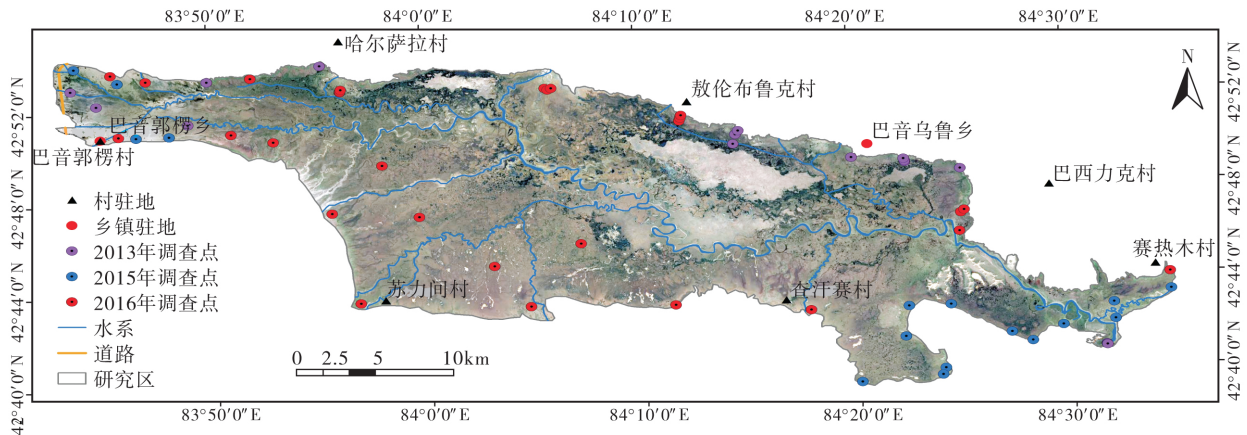 83°50′0″E 84°0′0″E 84°10′0″E 84°20′0″E 84°30′0″E
N
哈尔萨拉村
敖伦布鲁克村
巴音乌鲁乡
巴西力克村
赛热木村
巴音郭楞乡
巴音郭楞村
苏力间村
查汗赛村
42°52′0″N
42°48′0″N
42°44′0″N
42°40′0″N
42°52′0″N
42°48′0″N
42°44′0″N
42°40′0″N
村驻地
乡镇驻地
2013年调查点
2015年调查点
2016年调查点
水系
道路
研究区
0 2.5 5 10km
83°50′0″E 84°0′0″E 84°10′0″E 84°20′0″E 84°30′0″E